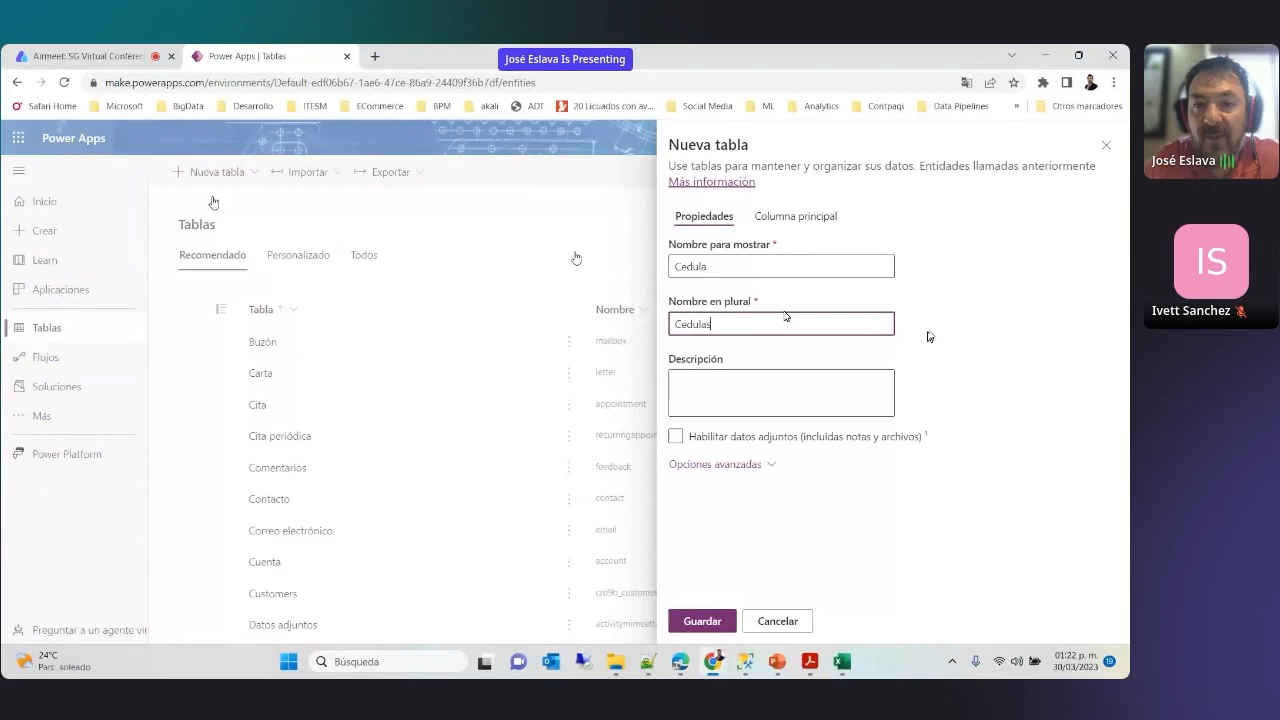 Airmeet: 5G Virtual Conferen
Power Apps | Tablas
José Eslava Is Presenting
make.powerapps.com/environments/Default-edf06b67-1ae6-47ce-86a9-24409f36b7df/entities
Safari Home
Microsoft
BigData
Desarrollo
ITESM
ECommerce
BPM
akali
ADT
20 Licuados con av...
Social Media
ML
Analytics
Contpaqi
Data Pipelines
»
Otros marcadores
Power Apps
Nueva tabla
Importar
Exportar
Inicio
Crear
Learn
Aplicaciones
Tablas
Flujos
Soluciones
Más
Power Platform
Preguntar a un agente vir
Tablas
Recomendado
Personalizado
Todos
Tabla
Nombre
Buzón
mailbox
Carta
letter
Cita
appointment
Cita periódica
recurringappoin
Comentarios
feedback
Contacto
contact
Correo electrónico
email
Cuenta
account
Customers
Datos adjuntos
activitymimeatt
Nueva tabla
Use tablas para mantener y organizar sus datos. Entidades llamadas anteriormente
Más información
Propiedades
Columna principal
Nombre para mostrar *
Cedula
Nombre en plural *
Cedulas
Descripción
Habilitar datos adjuntos (incluidas notas y archivos) 1
Opciones avanzadas
Guardar
Cancelar
José Eslava
IS
Ivett Sanchez
24°C
Parc. soleado
Búsqueda
01:22 p. m.
30/03/2023
19